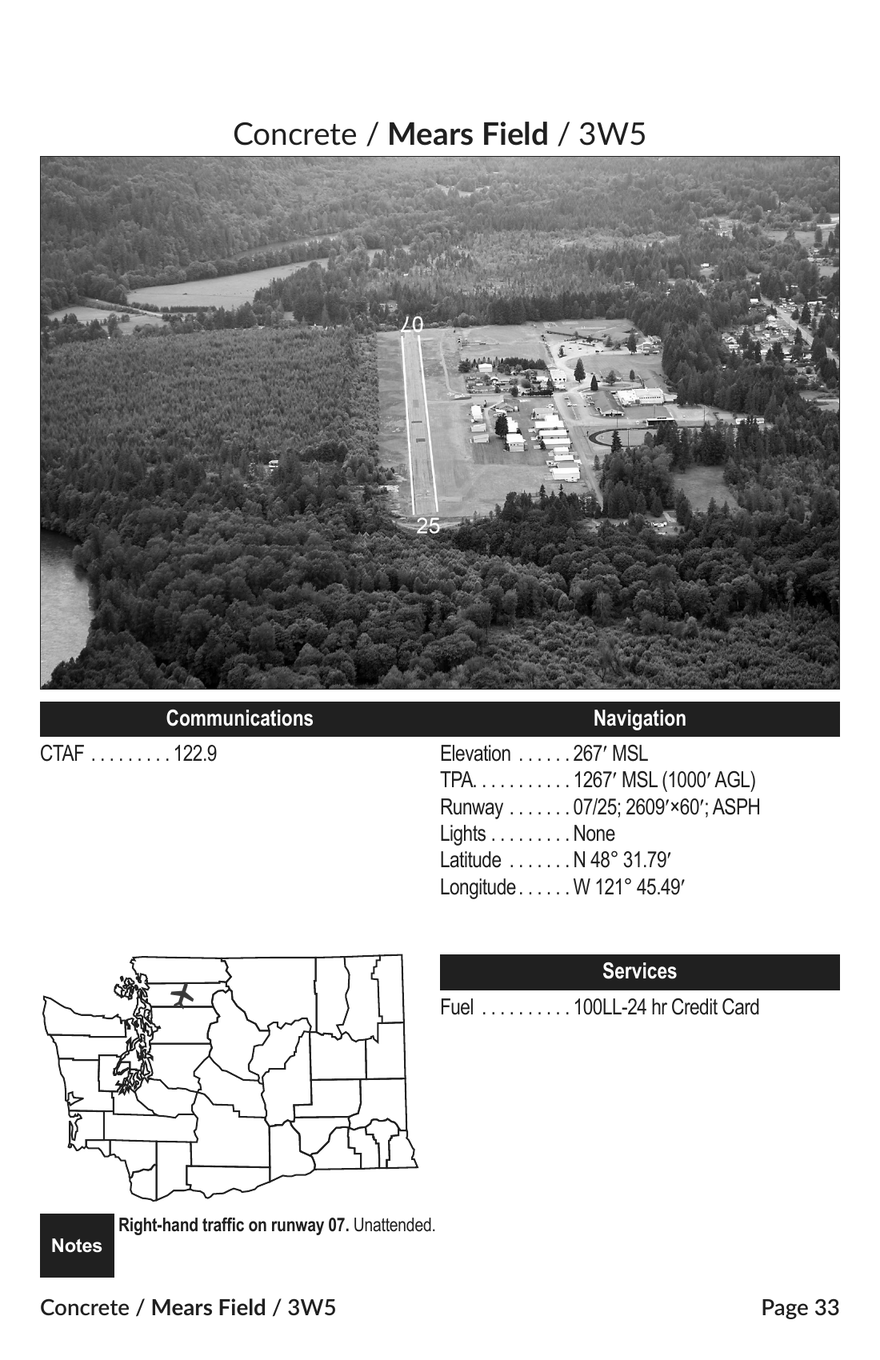 Concrete / Mears Field / 3W5
07
25
Communications
CTAF . . . . . . . . . 122.9
Navigation
Elevation . . . . . . 267′ MSL
TPA. . . . . . . . . . . 1267′ MSL (1000′ AGL)
Runway . . . . . . . 07/25; 2609′×60′; ASPH
Lights . . . . . . . . . None
Latitude . . . . . . . N 48° 31.79′
Longitude . . . . . . W 121° 45.49′
Services
Fuel . . . . . . . . . . 100LL-24 hr Credit Card
Notes
Right-hand traffic on runway 07. Unattended.
Concrete / Mears Field / 3W5
Page 33